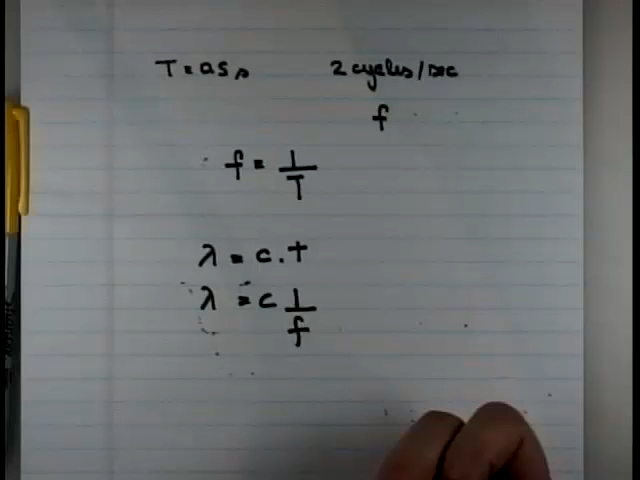 T = 0.5 s 2 cycles/sec
f
f = 1/T
λ = c . T
λ = c 1/f